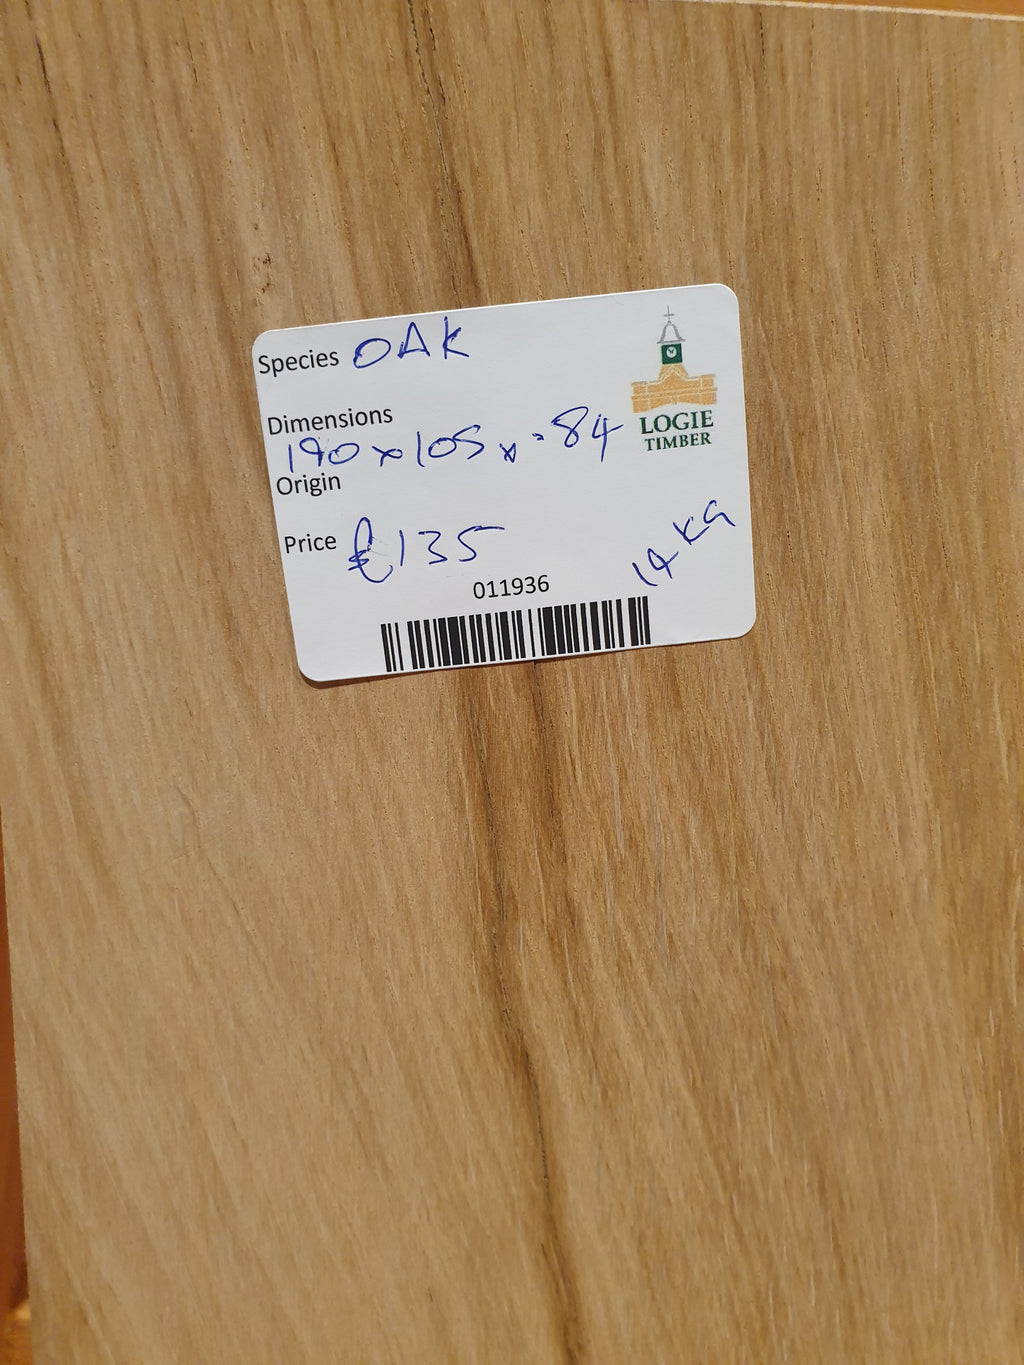 Species OAK
Dimensions
190 x 105 x .84
LOGIE
TIMBER
Origin
Price £135
14 KG
011936